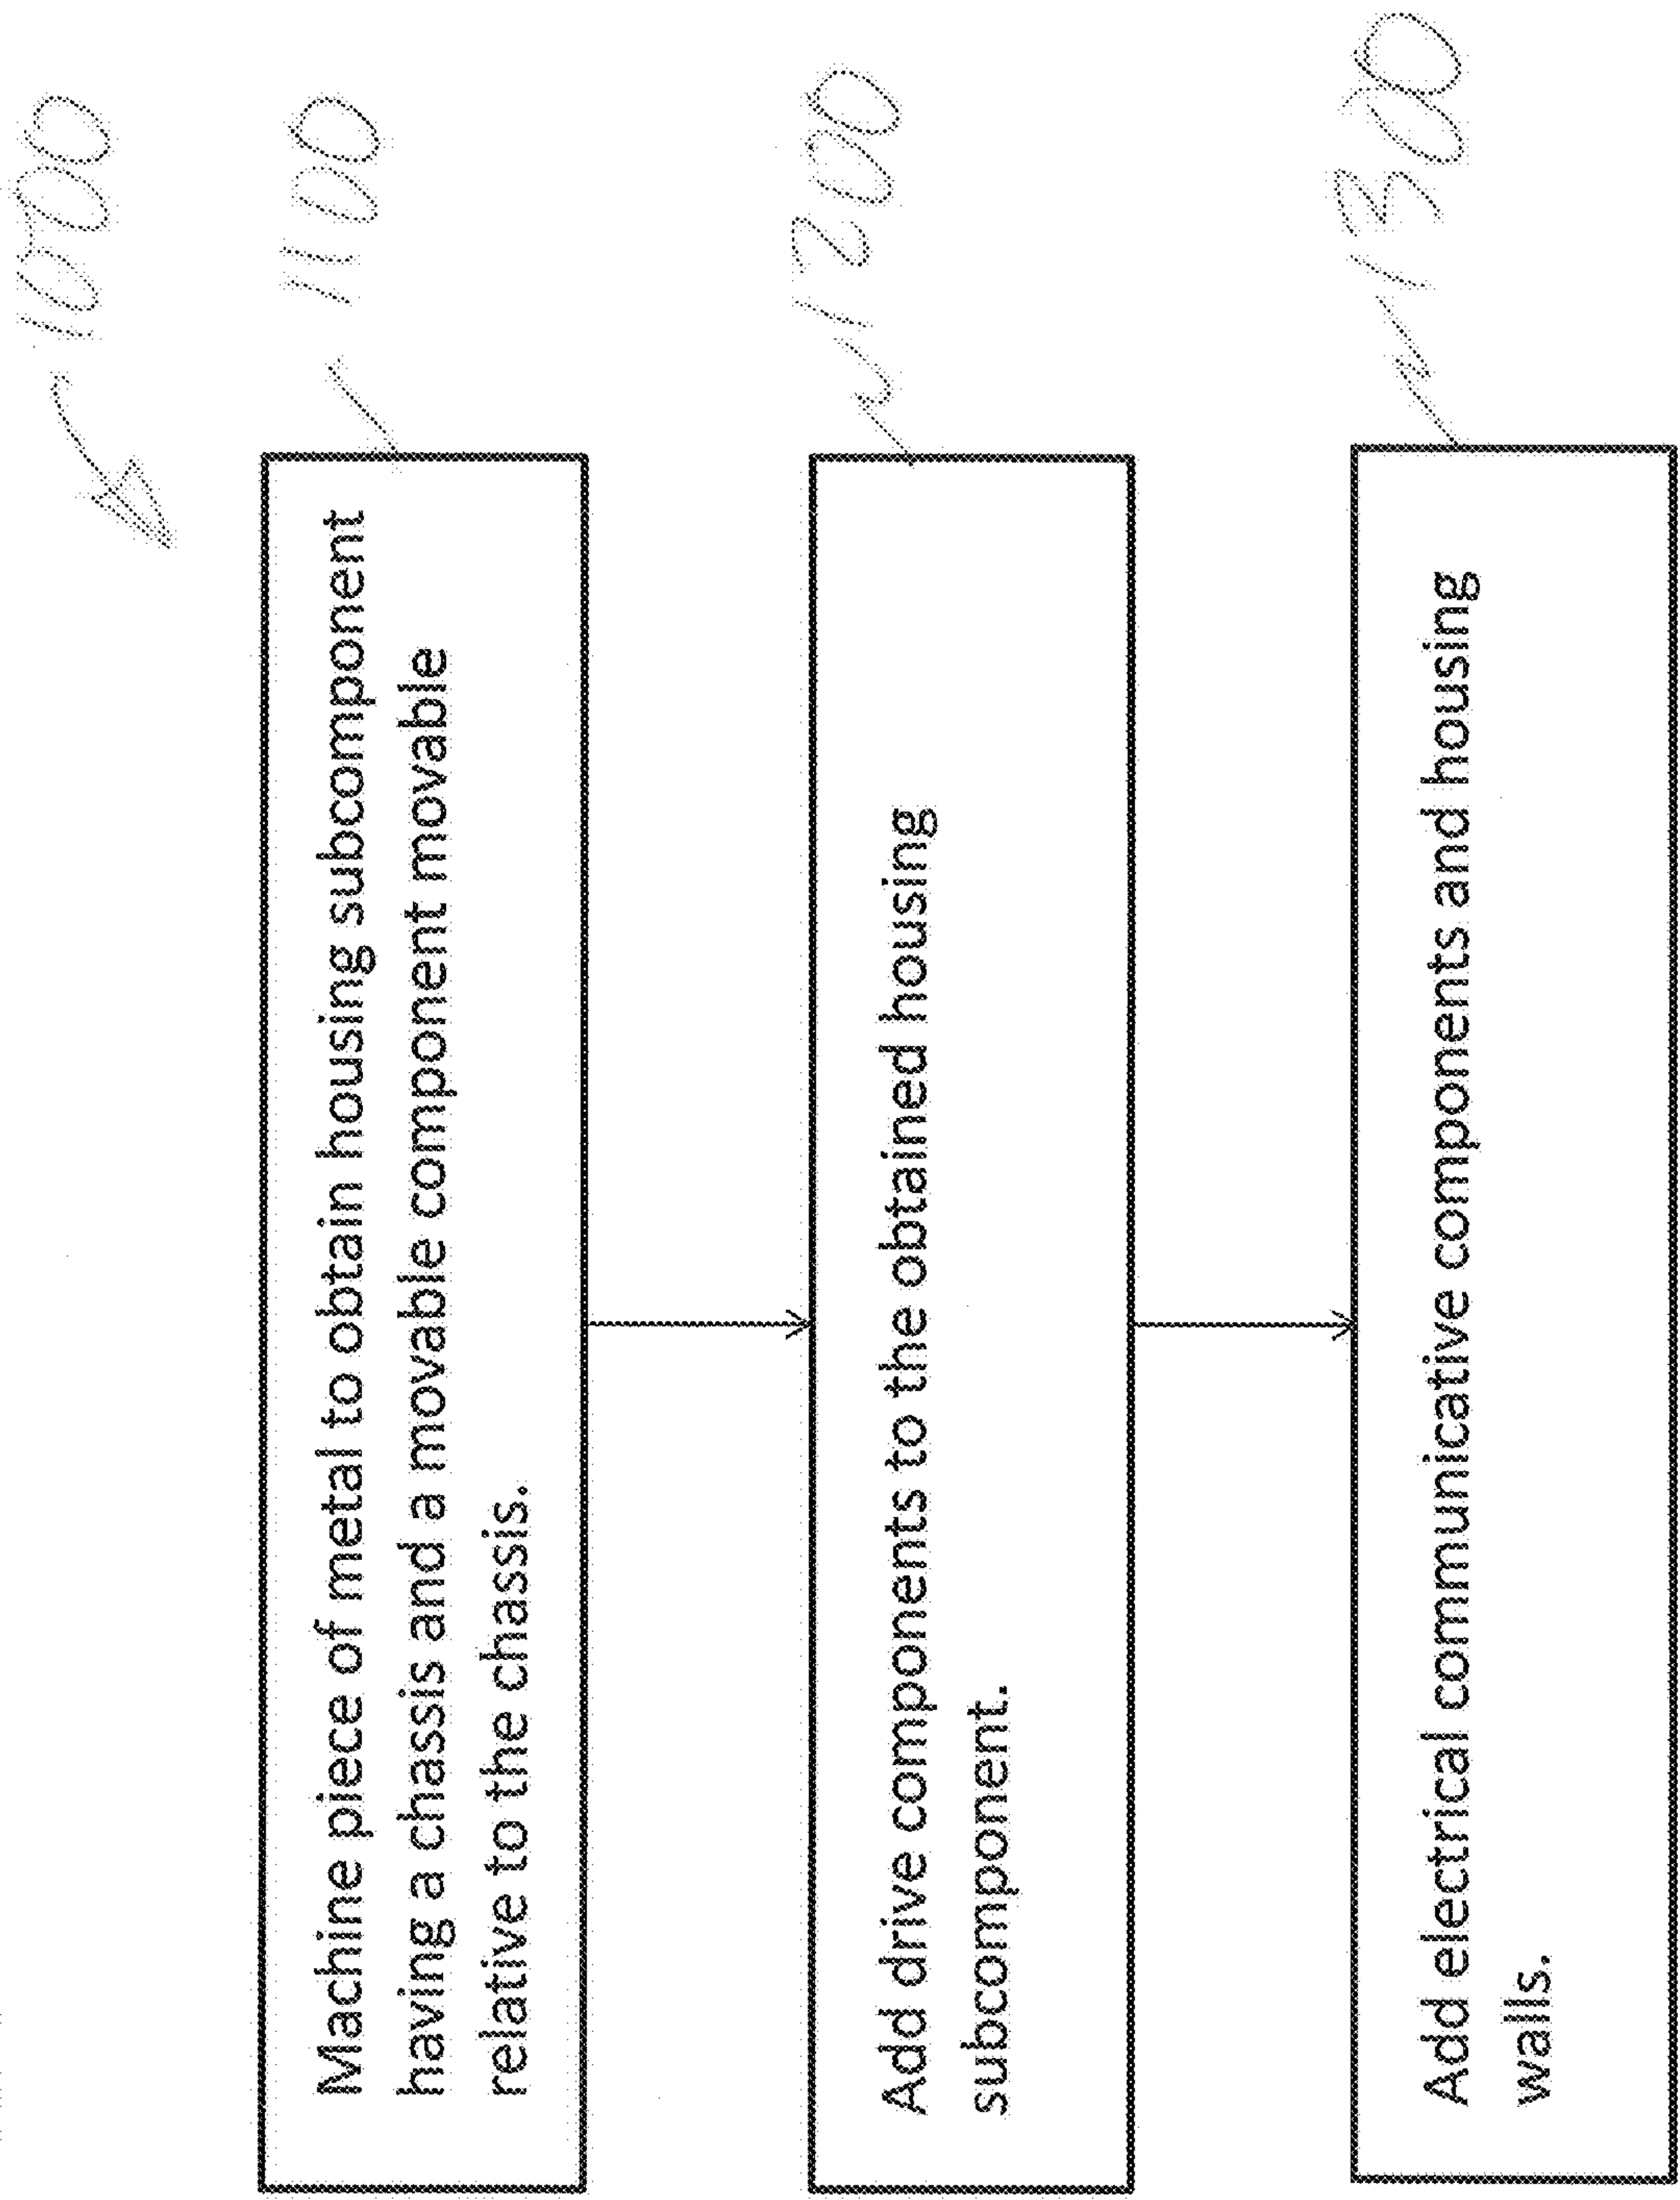 1000
1100
Machine piece of metal to obtain housing subcomponent
having a chassis and a movable component movable
relative to the chassis.
1200
Add drive components to the obtained housing
subcomponent.
1300
Add electrical communicative components and housing
walls.